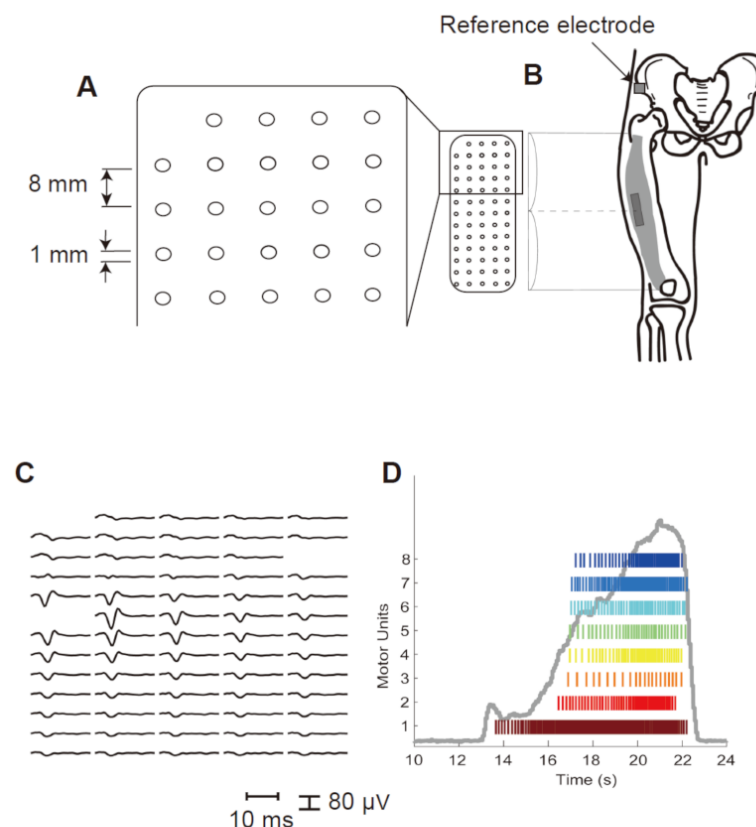 Reference electrode
A
B
8 mm
1 mm
C
D
8
7
6
5
4
3
2
1
Motor Units
10 12 14 16 18 20 22 24
Time (s)
10 ms
80 µV